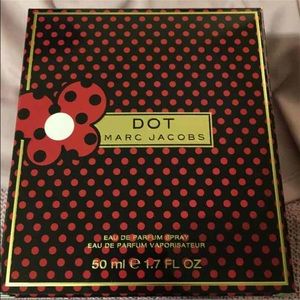 DOT
MARC JACOBS
EAU DE PARFUM SPRAY
EAU DE PARFUM VAPORISATEUR
50 ml e 1.7 FL OZ